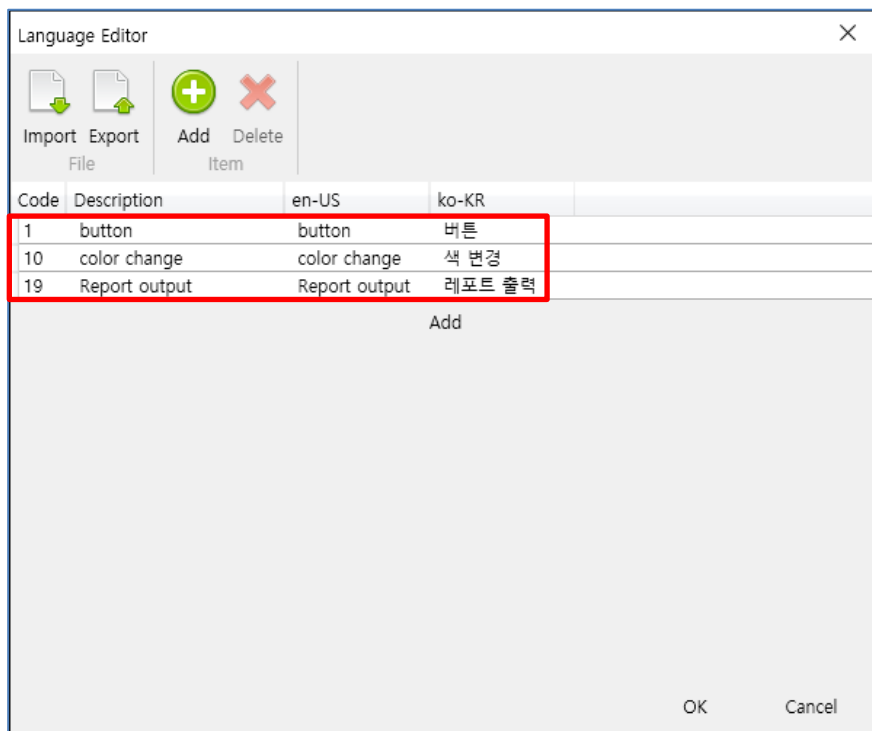 Language Editor
Import Export Add Delete
File Item
Code Description en-US ko-KR
1 button button 버튼
10 color change color change 색 변경
19 Report output Report output 레포트 출력
Add
OK Cancel